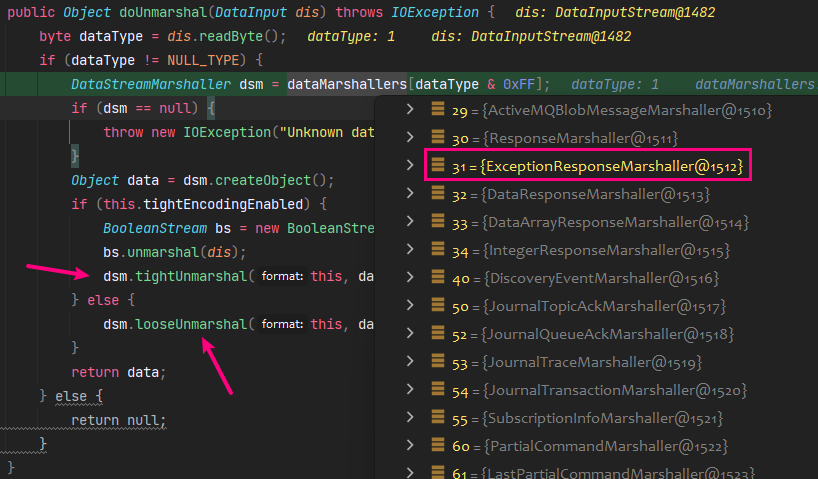 public Object doUnmarshal(DataInput dis) throws IOException {   dis: DataInputStream@1482
byte dataType = dis.readByte();   dataType: 1     dis: DataInputStream@1482
if (dataType != NULL_TYPE) {
DataStreamMarshaller dsm = dataMarshallers[dataType & 0xFF];   dataType: 1     dataMarshallers
if (dsm == null) {
throw new IOException("Unknown dat
}
Object data = dsm.createObject();
if (this.tightEncodingEnabled) {
BooleanStream bs = new BooleanStre
bs.unmarshal(dis);
dsm.tightUnmarshal( format: this, da
} else {
dsm.looseUnmarshal( format: this, da
}
return data;
} else {
return null;
}
}
29 = {ActiveMQBlobMessageMarshaller@1510}
30 = {ResponseMarshaller@1511}
31 = {ExceptionResponseMarshaller@1512}
32 = {DataResponseMarshaller@1513}
33 = {DataArrayResponseMarshaller@1514}
34 = {IntegerResponseMarshaller@1515}
40 = {DiscoveryEventMarshaller@1516}
50 = {JournalTopicAckMarshaller@1517}
52 = {JournalQueueAckMarshaller@1518}
53 = {JournalTraceMarshaller@1519}
54 = {JournalTransactionMarshaller@1520}
55 = {SubscriptionInfoMarshaller@1521}
60 = {PartialCommandMarshaller@1522}
61 = {LastPartialCommandMarshaller@1523}